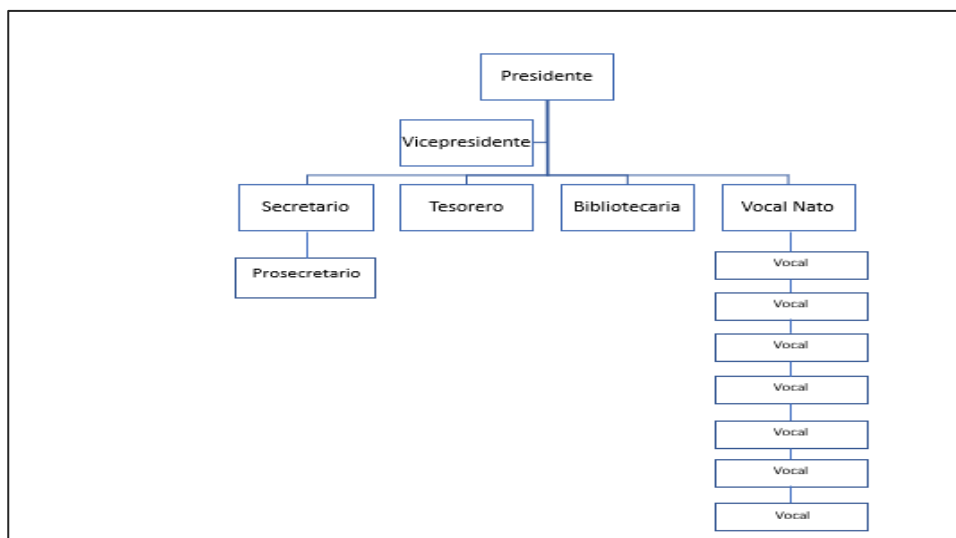 Presidente
Vicepresidente
Secretario
Tesorero
Bibliotecaria
Vocal Nato
Prosecretario
Vocal
Vocal
Vocal
Vocal
Vocal
Vocal
Vocal